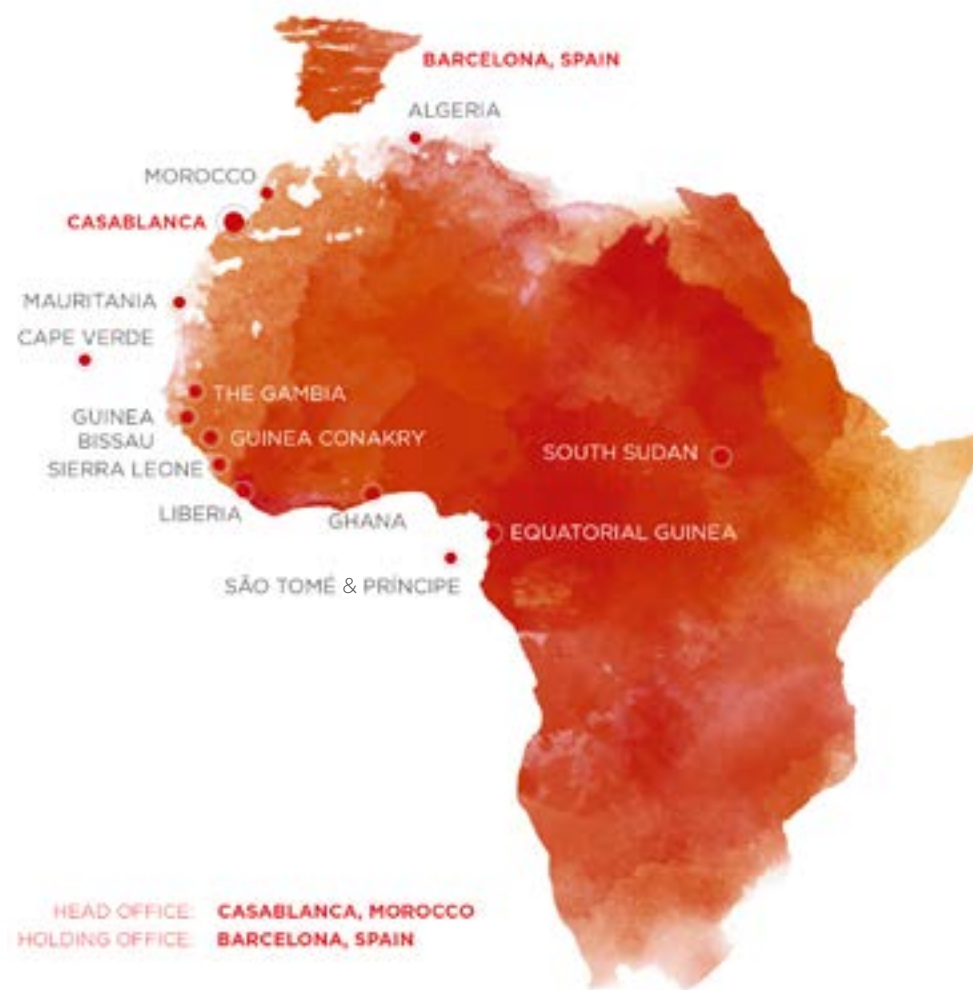 BARCELONA, SPAIN
ALGERIA
MOROCCO
CASABLANCA
MAURITANIA
CAPE VERDE
THE GAMBIA
GUINEA
BISSAU
GUINEA CONAKRY
SOUTH SUDAN
SIERRA LEONE
LIBERIA
GHANA
EQUATORIAL GUINEA
SÃO TOMÉ & PRÍNCIPE
HEAD OFFICE: CASABLANCA, MOROCCO
HOLDING OFFICE: BARCELONA, SPAIN